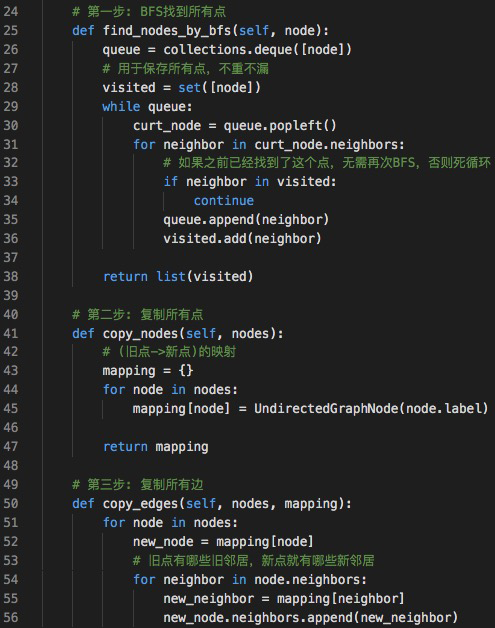 24 # 第一步: BFS找到所有点
25 def find_nodes_by_bfs(self, node):
26 queue = collections.deque([node])
27 # 用于保存所有点，不重不漏
28 visited = set([node])
29 while queue:
30 curt_node = queue.popleft()
31 for neighbor in curt_node.neighbors:
32 # 如果之前已经找到了这个点，无需再次BFS，否则死循环
33 if neighbor in visited:
34 continue
35 queue.append(neighbor)
36 visited.add(neighbor)
37
38 return list(visited)
39
40 # 第二步: 复制所有点
41 def copy_nodes(self, nodes):
42 # (旧点—>新点)的映射
43 mapping = {}
44 for node in nodes:
45 mapping[node] = UndirectedGraphNode(node.label)
46
47 return mapping
48
49 # 第三步: 复制所有边
50 def copy_edges(self, nodes, mapping):
51 for node in nodes:
52 new_node = mapping[node]
53 # 旧点有哪些旧邻居，新点就有哪些新邻居
54 for neighbor in node.neighbors:
55 new_neighbor = mapping[neighbor]
56 new_node.neighbors.append(new_neighbor)